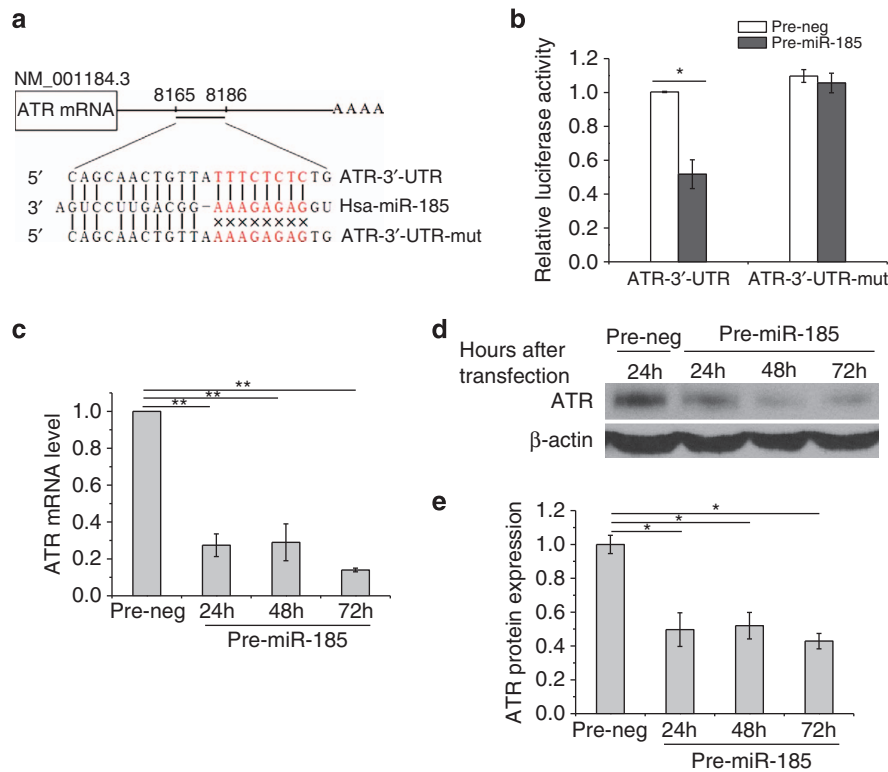 a
NM_001184.3
ATR mRNA
8165 8186
AAAA
5′ CAGCAACTGTTATTTCTCTCTG ATR-3′-UTR
3′ AGUCCUUGACGG-AAAGAGAGGU Hsa-miR-185
××××××××
5′ CAGCAACTGTTAAAAGAGAGTG ATR-3′-UTR-mut
b
Pre-neg
Pre-miR-185
Relative luciferase activity
1.2
1.0
0.8
0.6
0.4
0.2
0.0
*
ATR-3′-UTR ATR-3′-UTR-mut
c
ATR mRNA level
1.0
0.8
0.6
0.4
0.2
0.0
**
**
**
Pre-neg 24h 48h 72h
Pre-miR-185
d
Hours after
transfection
Pre-neg Pre-miR-185
24h 24h 48h 72h
ATR
β-actin
e
ATR protein expression
1.2
1.0
0.8
0.6
0.4
0.2
0.0
*
*
*
Pre-neg 24h 48h 72h
Pre-miR-185